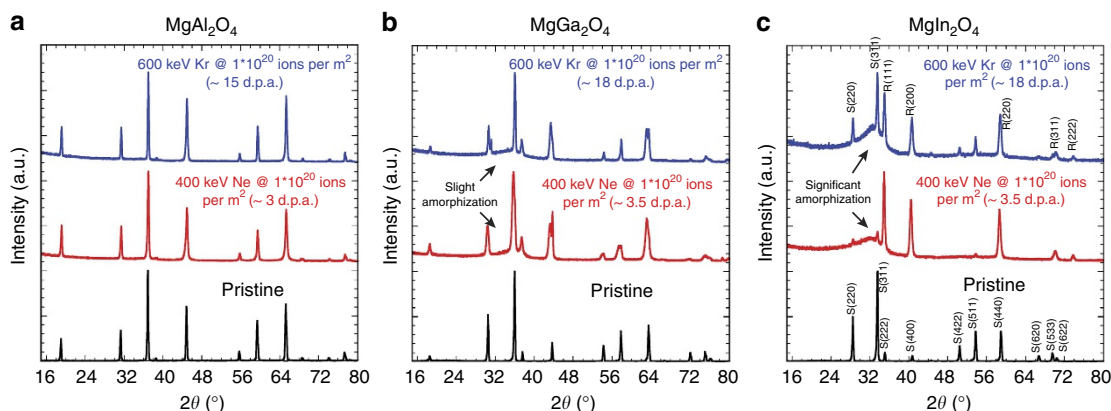 a
MgAl2O4
600 keV Kr @ 1*10^20 ions per m^2
(~ 15 d.p.a.)
400 keV Ne @ 1*10^20 ions
per m^2 (~ 3 d.p.a.)
Pristine
Intensity (a.u.)
16 24 32 40 48 56 64 72 80
2θ (°)
b
MgGa2O4
600 keV Kr @ 1*10^20 ions per m^2
(~ 18 d.p.a.)
Slight
amorphization
400 keV Ne @ 1*10^20 ions
per m^2 (~ 3.5 d.p.a.)
Pristine
Intensity (a.u.)
16 24 32 40 48 56 64 72 80
2θ (°)
c
MgIn2O4
600 keV Kr @ 1*10^20 ions
per m^2 (~ 18 d.p.a.)
S(220)
S(311)
R(111)
R(200)
R(220)
R(311)
R(222)
Significant
amorphization
400 keV Ne @ 1*10^20 ions
per m^2 (~ 3.5 d.p.a.)
Pristine
S(220)
S(311)
S(222)
S(400)
S(422)
S(511)
S(440)
S(620)
S(533)
S(622)
Intensity (a.u.)
16 24 32 40 48 56 64 72 80
2θ (°)